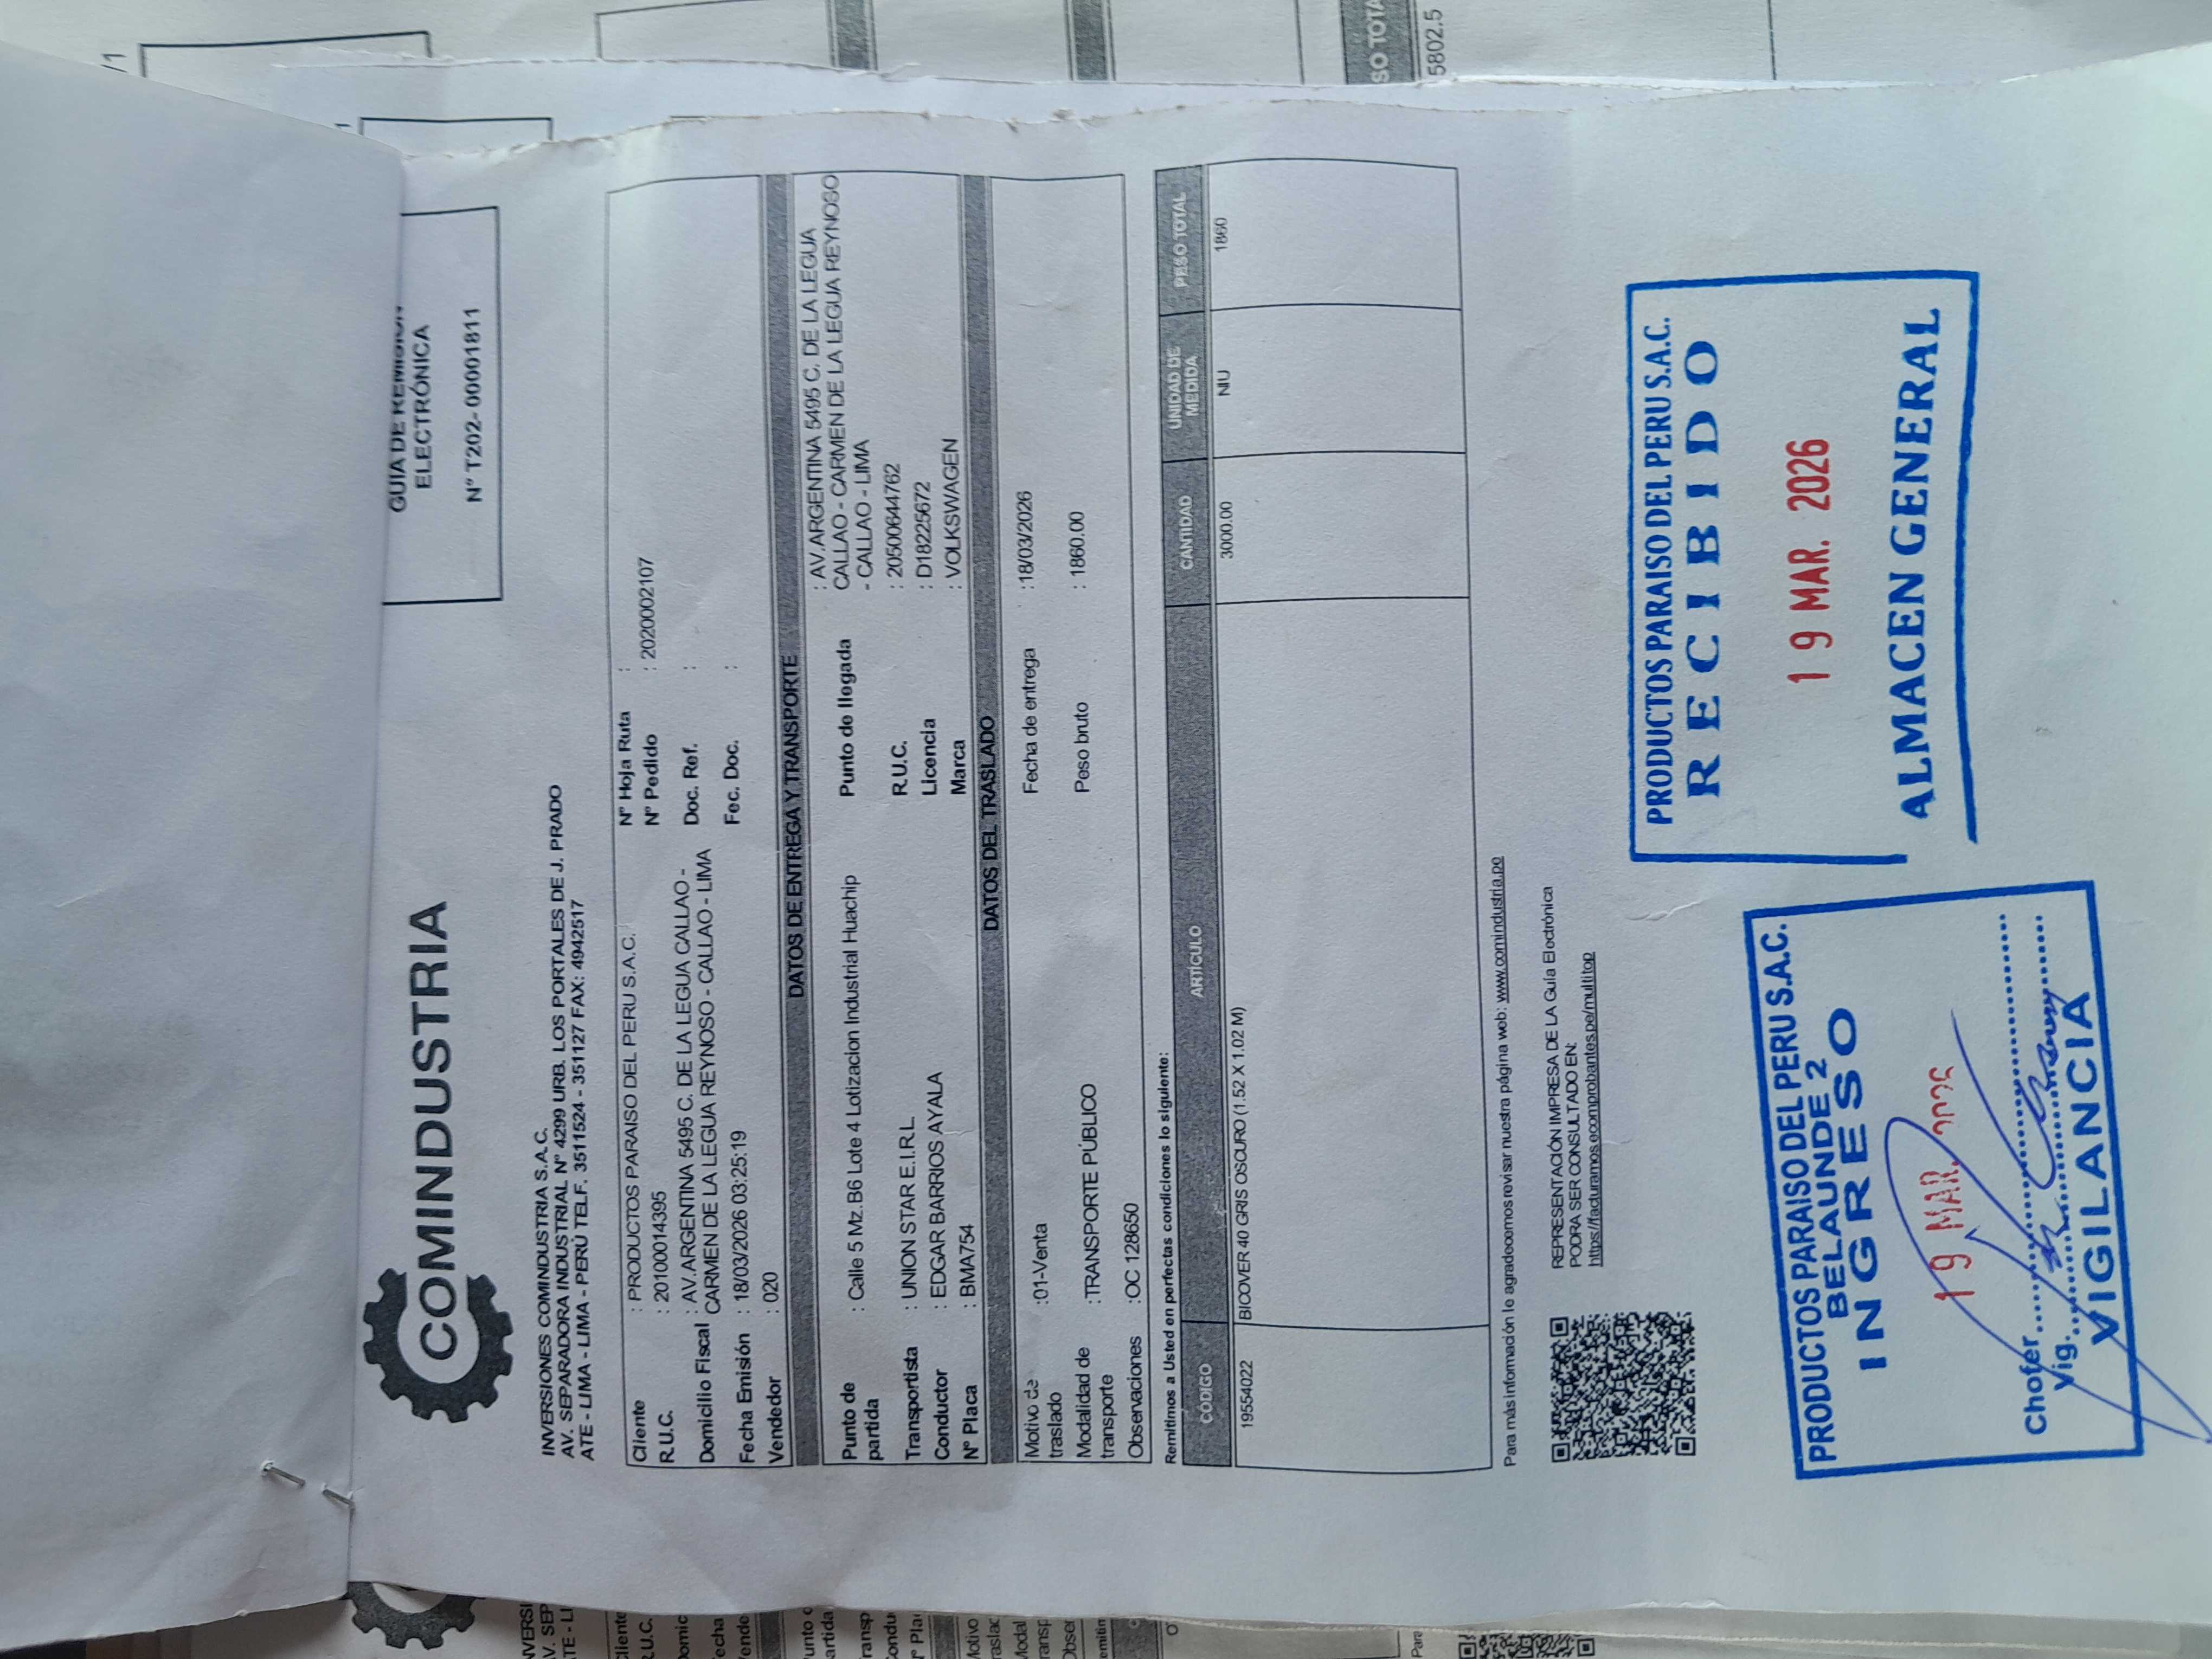 COMINDUSTRIA
GUIA DE REMISIÓN
ELECTRÓNICA
N° T202- 00001811
INVERSIONES COMINDUSTRIA S.A.C.
AV. SEPARADORA INDUSTRIAL N° 4299 URB. LOS PORTALES DE J. PRADO
ATE - LIMA - LIMA - PERÚ TELF. 3511524 - 351127 FAX: 4942517
Cliente : PRODUCTOS PARAISO DEL PERU S.A.C. N° Hoja Ruta :
R.U.C. : 20100014395 N° Pedido : 2020002107
Domicilio Fiscal : AV. ARGENTINA 5495 C. DE LA LEGUA CALLAO - Doc. Ref. :
CARMEN DE LA LEGUA REYNOSO - CALLAO - LIMA
Fecha Emisión : 18/03/2026 03:25:19 Fec. Doc. :
Vendedor : 020
DATOS DE ENTREGA Y TRANSPORTE
Punto de partida : Calle 5 Mz. B6 Lote 4 Lotizacion Industrial Huachip
Punto de llegada : AV. ARGENTINA 5495 C. DE LA LEGUA
CALLAO - CARMEN DE LA LEGUA REYNOSO
- CALLAO - LIMA
Transportista : UNION STAR E.I.R.L. R.U.C. : 20500644762
Conductor : EDGAR BARRIOS AYALA Licencia : D18225672
N° Placa : BMA754 Marca : VOLKSWAGEN
DATOS DEL TRASLADO
Motivo de traslado :01-Venta Fecha de entrega :18/03/2026
Modalidad de transporte :TRANSPORTE PÚBLICO Peso bruto : 1860.00
Observaciones :OC 128650
Remitimos a Usted en perfectas condiciones lo siguiente:
CÓDIGO ARTÍCULO CANTIDAD UNIDAD DE MEDIDA PESO TOTAL
19554022 BICOVER 40 GRIS OSCURO (1.52 X 1.02 M) 3000.00 NIU 1860
Para más información le agradecemos revisar nuestra página web: www.comindustria.pe
REPRESENTACIÓN IMPRESA DE LA Guía Electrónica
PODRA SER CONSULTADO EN:
https://facturamos.ecomprobantes.pe/multitop
PRODUCTOS PARAISO DEL PERU S.A.C.
BELAUNDE 2
INGRESO
19 MAR. 2026
Chofer
Vig.
VIGILANCIA
PRODUCTOS PARAISO DEL PERU S.A.C.
RECIBIDO
19 MAR. 2026
ALMACEN GENERAL
5802.5